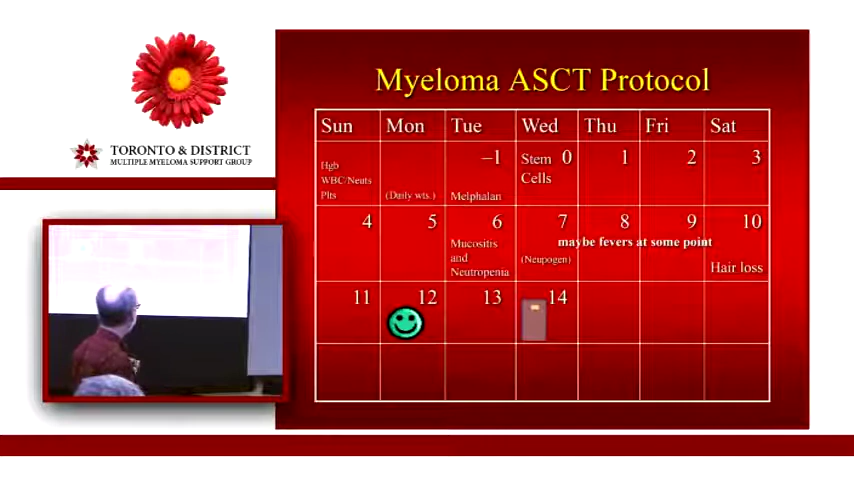 TORONTO & DISTRICT
MULTIPLE MYELOMA SUPPORT GROUP
Myeloma ASCT Protocol
Sun Mon Tue Wed Thu Fri Sat
–1 Stem 0 1 2 3
Cells
Hgb
WBC/Neuts
Plts (Daily wts.) Melphalan
4 5 6 7 8 9 10
Mucositis maybe fevers at some point
and (Neupogen)
Neutropenia Hair loss
11 12 13 14